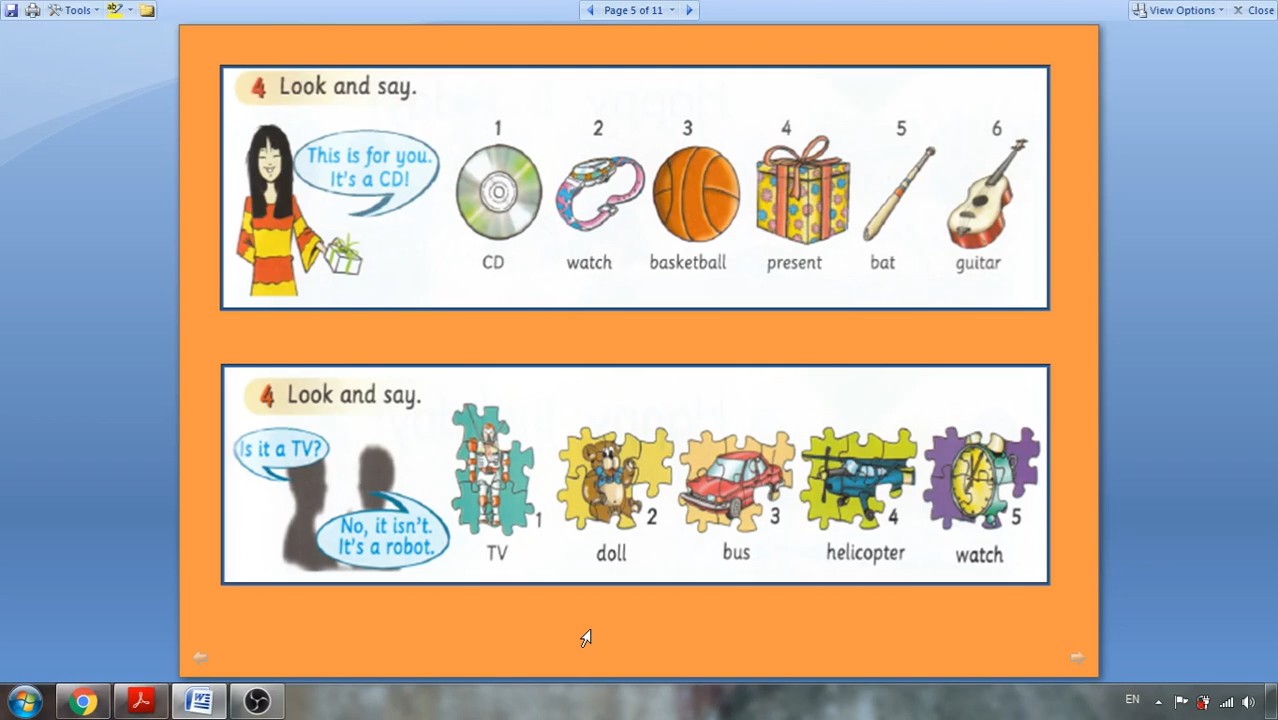 Tools
Page 5 of 11
View Options
Close
4 Look and say.
This is for you.
It's a CD!
1 2 3 4 5 6
CD watch basketball present bat guitar
4 Look and say.
Is it a TV?
No, it isn't.
It's a robot.
1 2 3 4 5
TV doll bus helicopter watch
EN